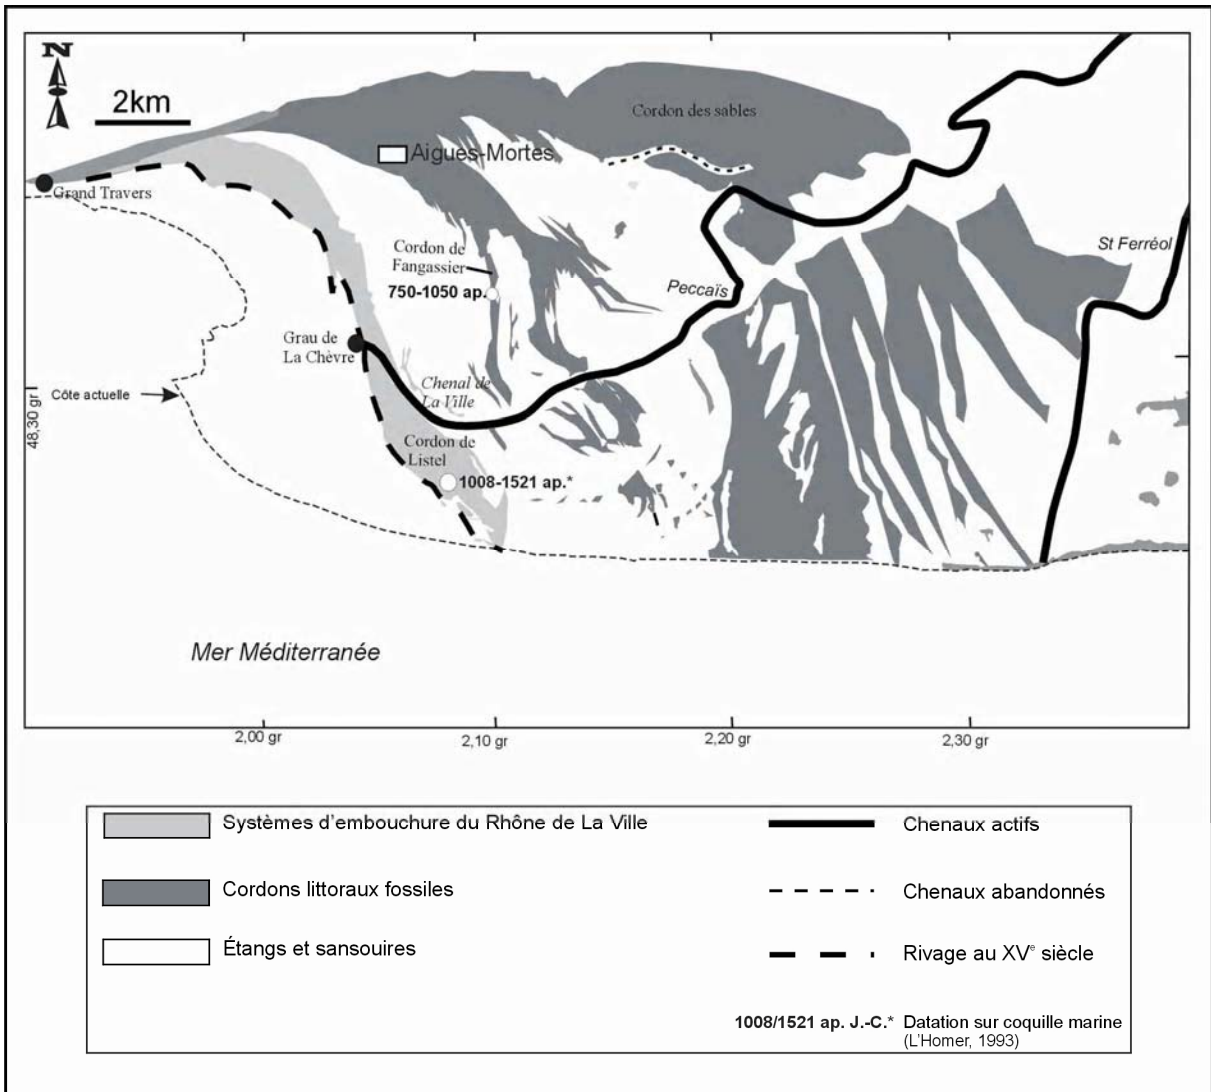 N
2km
Cordon des sables
Aigues-Mortes
Grand Travers
Cordon de
Fangassier
750-1050 ap.
St Ferréol
Peccaïs
Grau de
La Chèvre
Côte actuelle
48,30 gr
Chenal de
La Ville
Cordon de
Listel
1008-1521 ap.*
Mer Méditerranée
2,00 gr
2,10 gr
2,20 gr
2,30 gr
Systèmes d'embouchure du Rhône de La Ville
Cordons littoraux fossiles
Étangs et sansouires
Chenaux actifs
Chenaux abandonnés
Rivage au XVe siècle
1008/1521 ap. J.-C.* Datation sur coquille marine
(L'Homer, 1993)